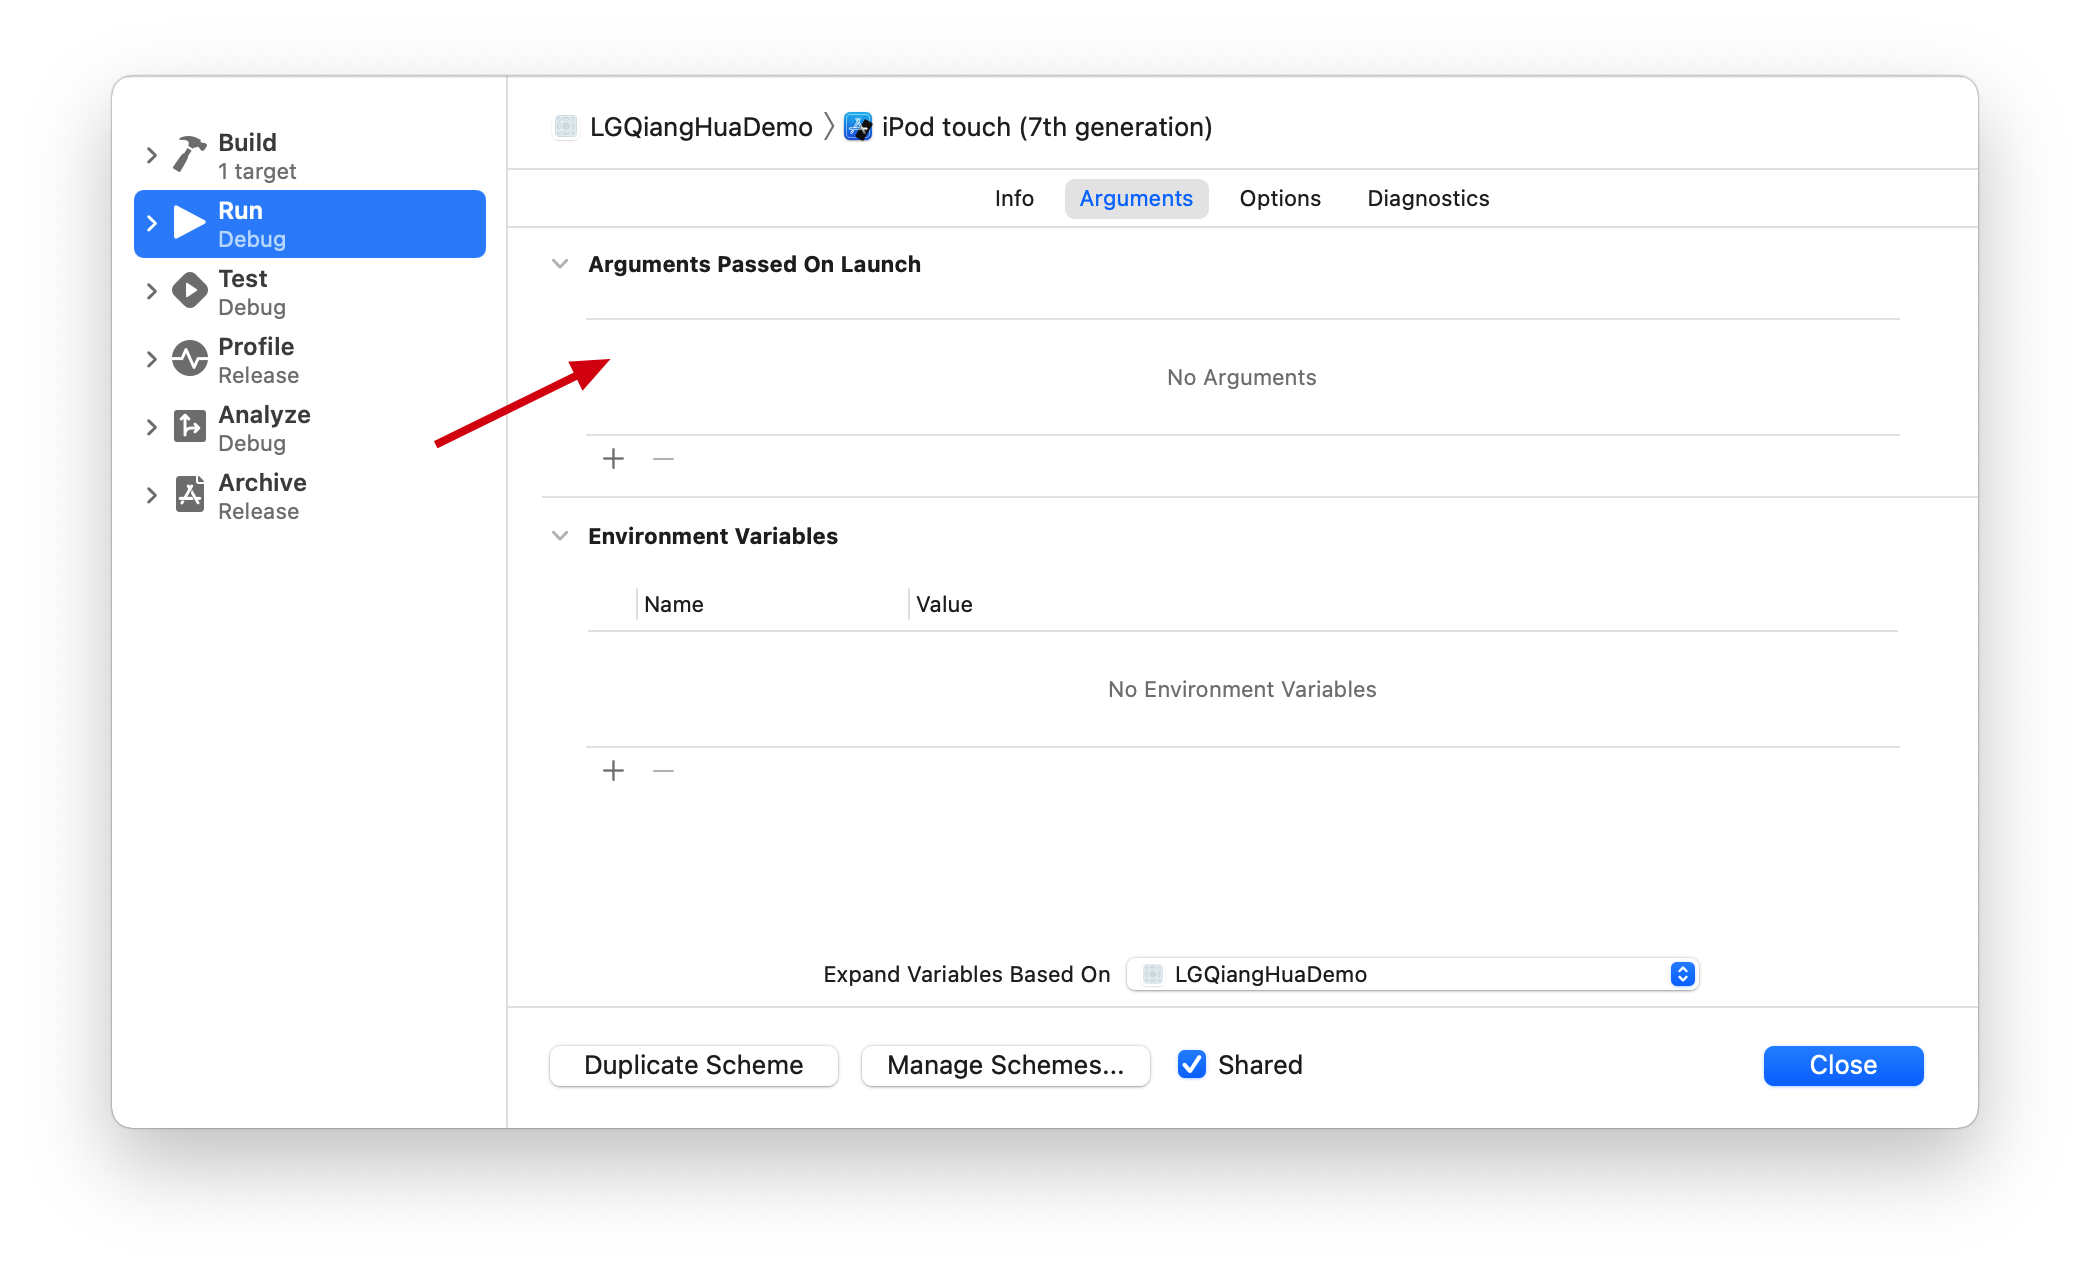 Build
1 target
Run
Debug
Test
Debug
Profile
Release
Analyze
Debug
Archive
Release
LGQiangHuaDemo 〉 iPod touch (7th generation)
Info Arguments Options Diagnostics
Arguments Passed On Launch
No Arguments
Environment Variables
Name Value
No Environment Variables
Expand Variables Based On LGQiangHuaDemo
Duplicate Scheme Manage Schemes... Shared Close